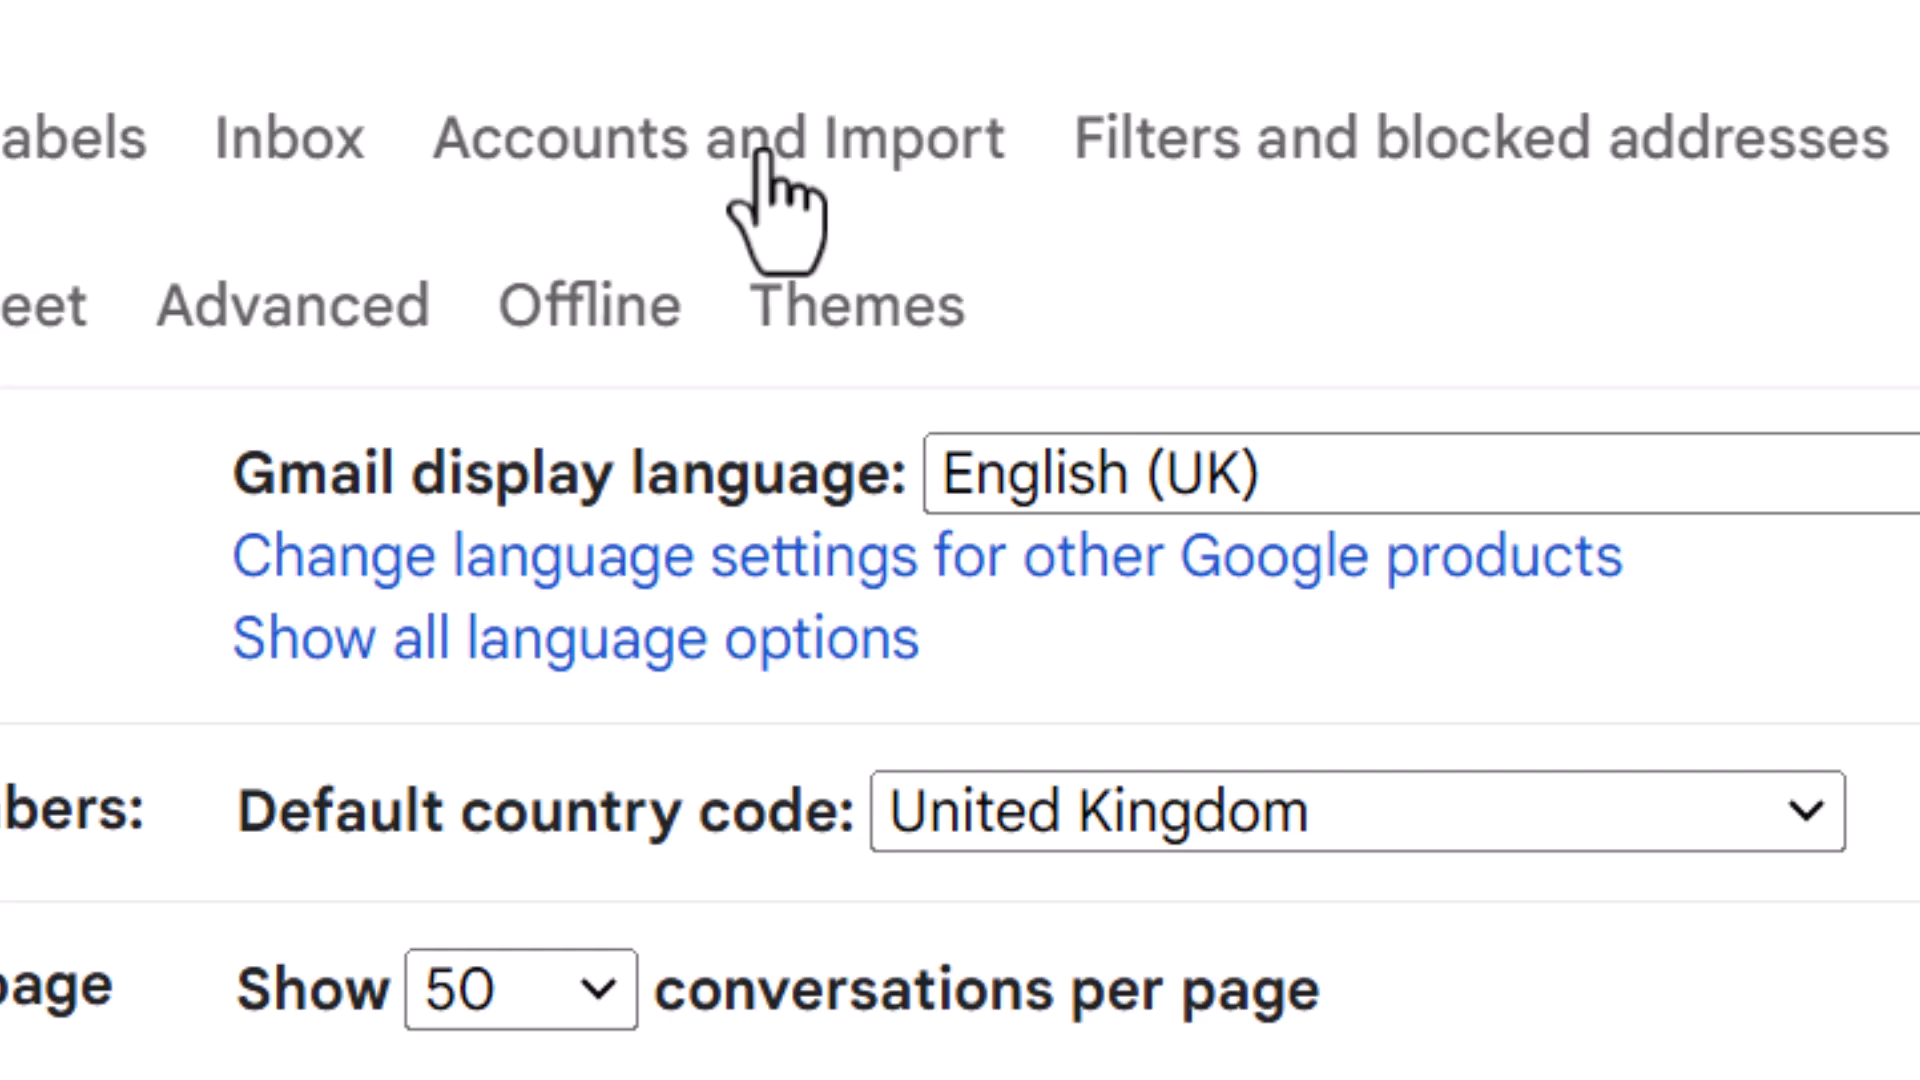 abels Inbox Accounts and Import Filters and blocked addresses
eet Advanced Offline Themes
Gmail display language: English (UK)
Change language settings for other Google products
Show all language options
bers: Default country code: United Kingdom
page Show 50 conversations per page